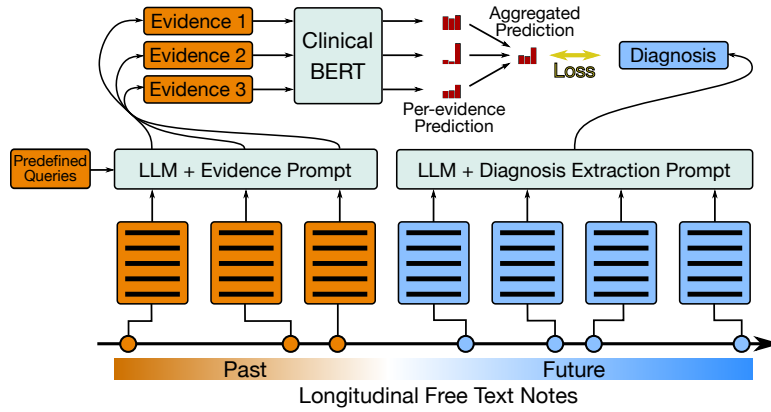 Evidence 1
Evidence 2
Evidence 3
Clinical
BERT
Aggregated
Prediction
Loss
Diagnosis
Per-evidence
Prediction
Predefined
Queries
LLM + Evidence Prompt
LLM + Diagnosis Extraction Prompt
Past
Future
Longitudinal Free Text Notes